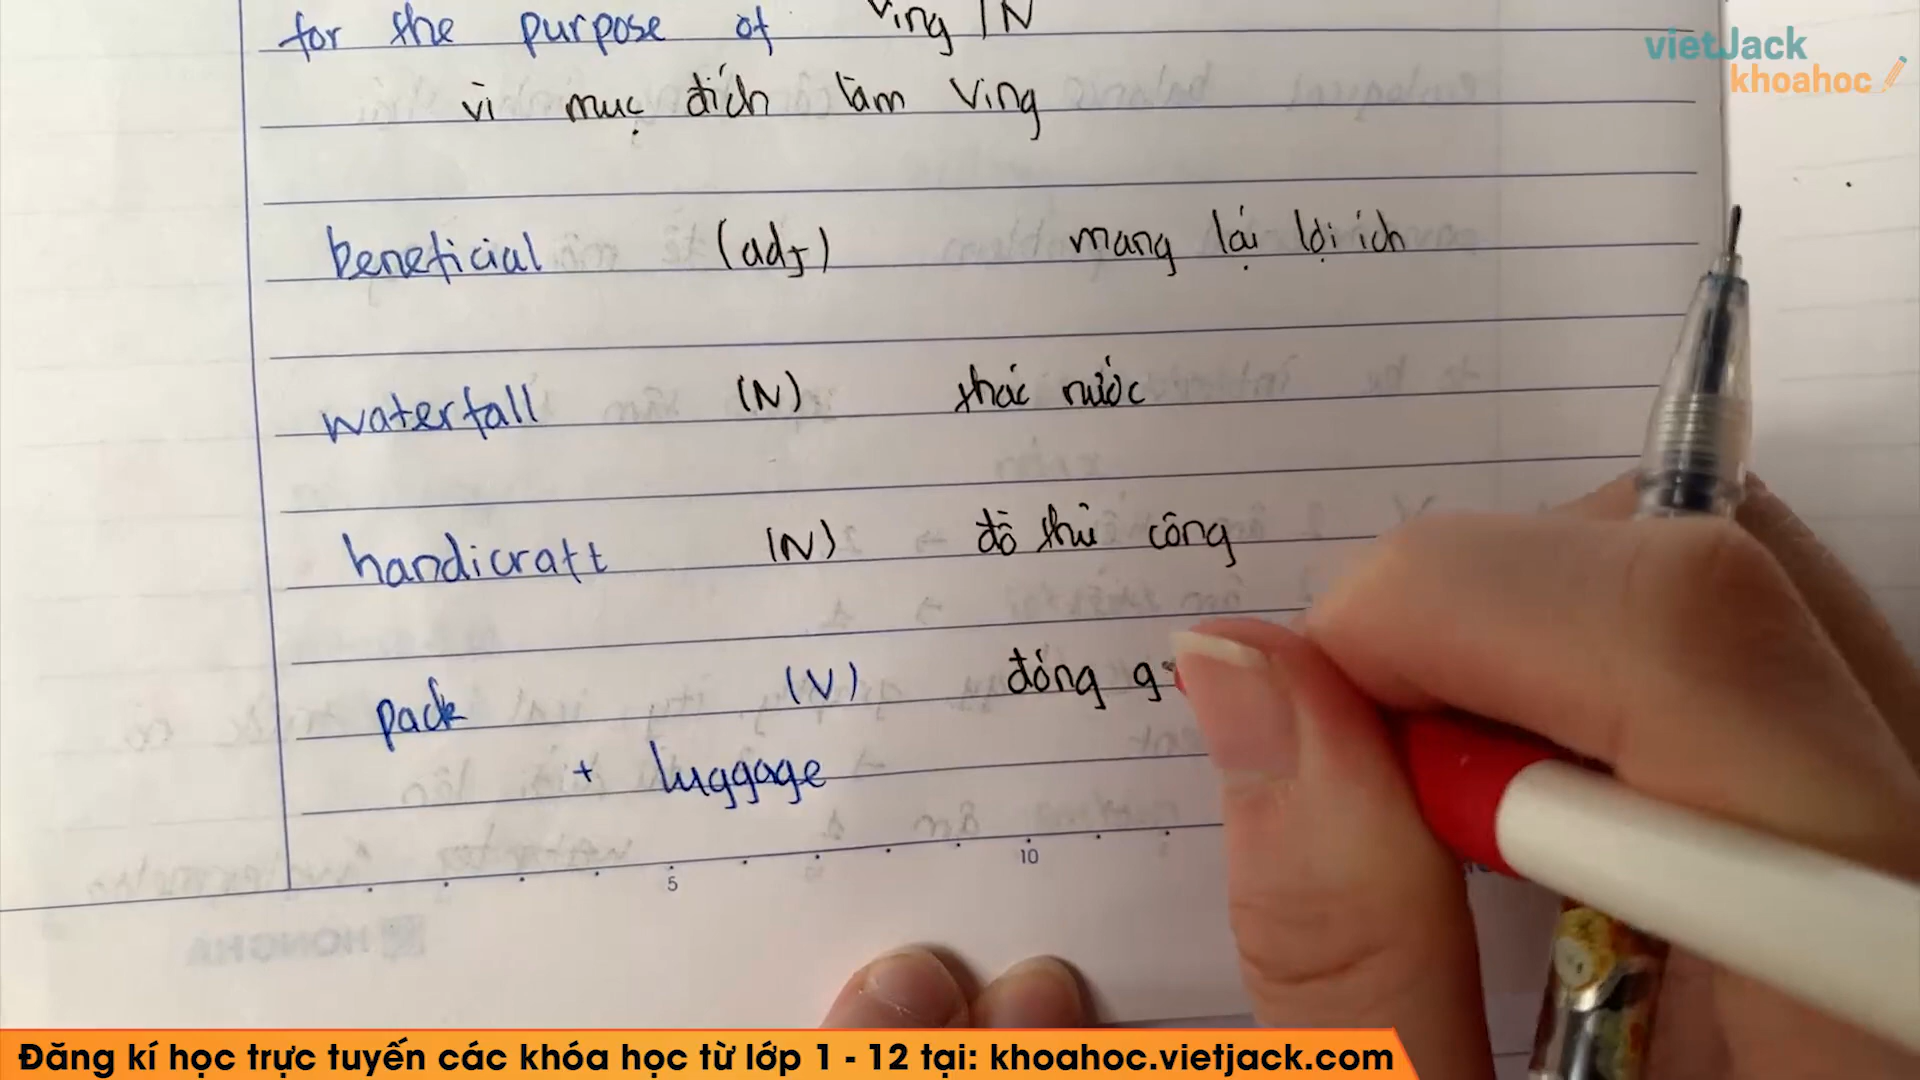 for the purpose of Ving / N
vì mục đích làm Ving
beneficial (adj) mang lại lợi ích
waterfall (N) thác nước
handicraft (N) đồ thủ công
pack (V) đóng g
+ luggage
5 10
HONG HA
vietJack
khoahoc
Đăng kí học trực tuyến các khóa học từ lớp 1 - 12 tại: khoahoc.vietjack.com